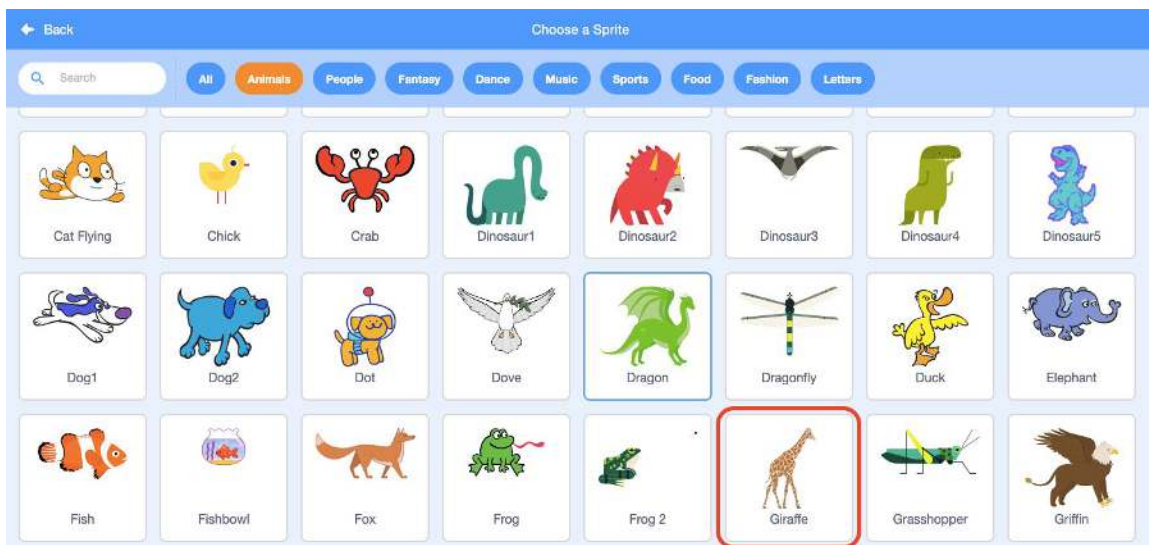 Back
Choose a Sprite
Search
All
Animals
People
Fantasy
Dance
Music
Sports
Food
Fashion
Letters
Cat Flying
Chick
Crab
Dinosaur1
Dinosaur2
Dinosaur3
Dinosaur4
Dinosaur5
Dog1
Dog2
Dot
Dove
Dragon
Dragonfly
Duck
Elephant
Fish
Fishbowl
Fox
Frog
Frog 2
Giraffe
Grasshopper
Griffin